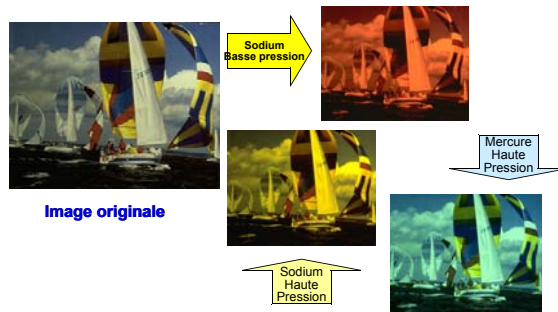 Sodium
Basse pression
Mercure
Haute
Pression
Image originale
Sodium
Haute
Pression